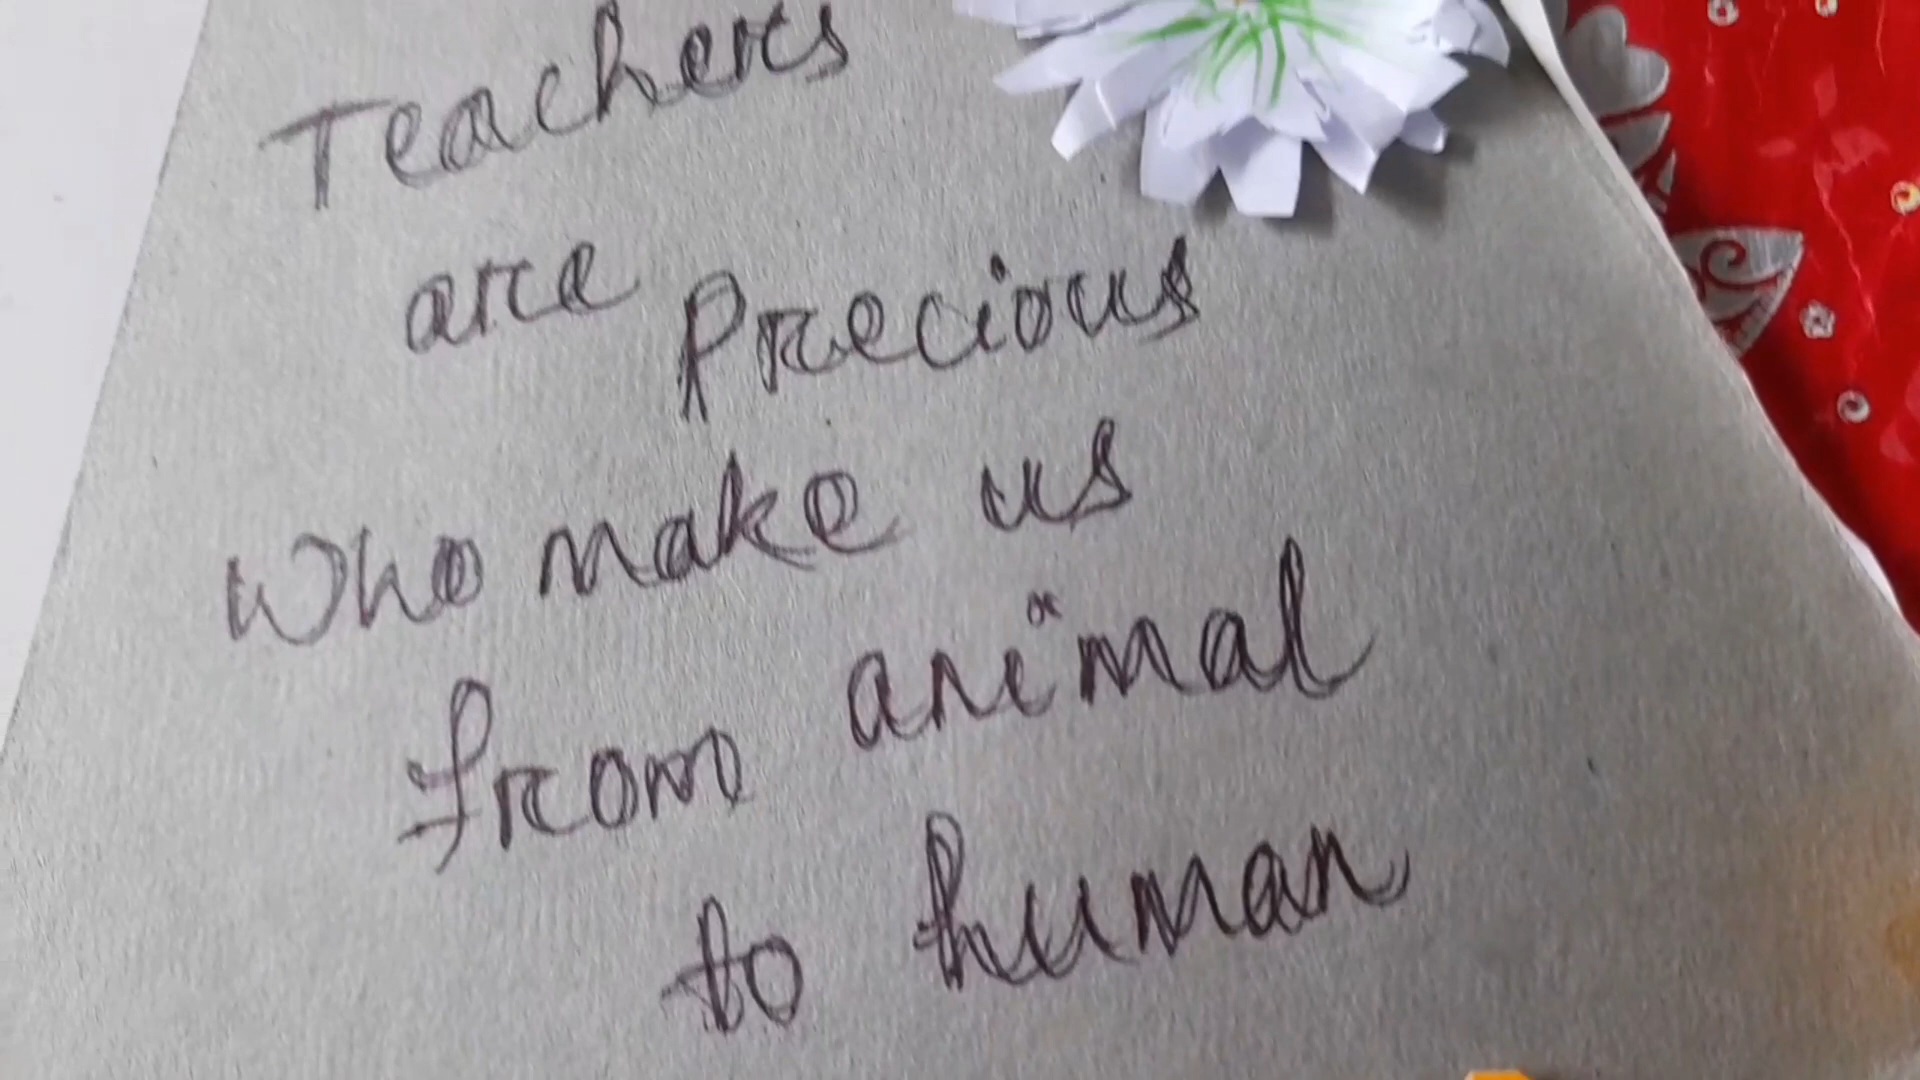 Teachers
are Precious
Who make us
from animal
to human